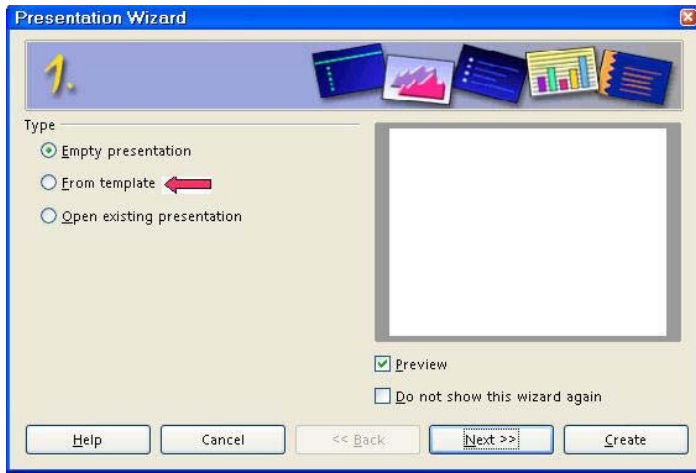 Presentation Wizard
1.
Type
Empty presentation
From template
Open existing presentation
Preview
Do not show this wizard again
Help
Cancel
<< Back
Next >>
Create